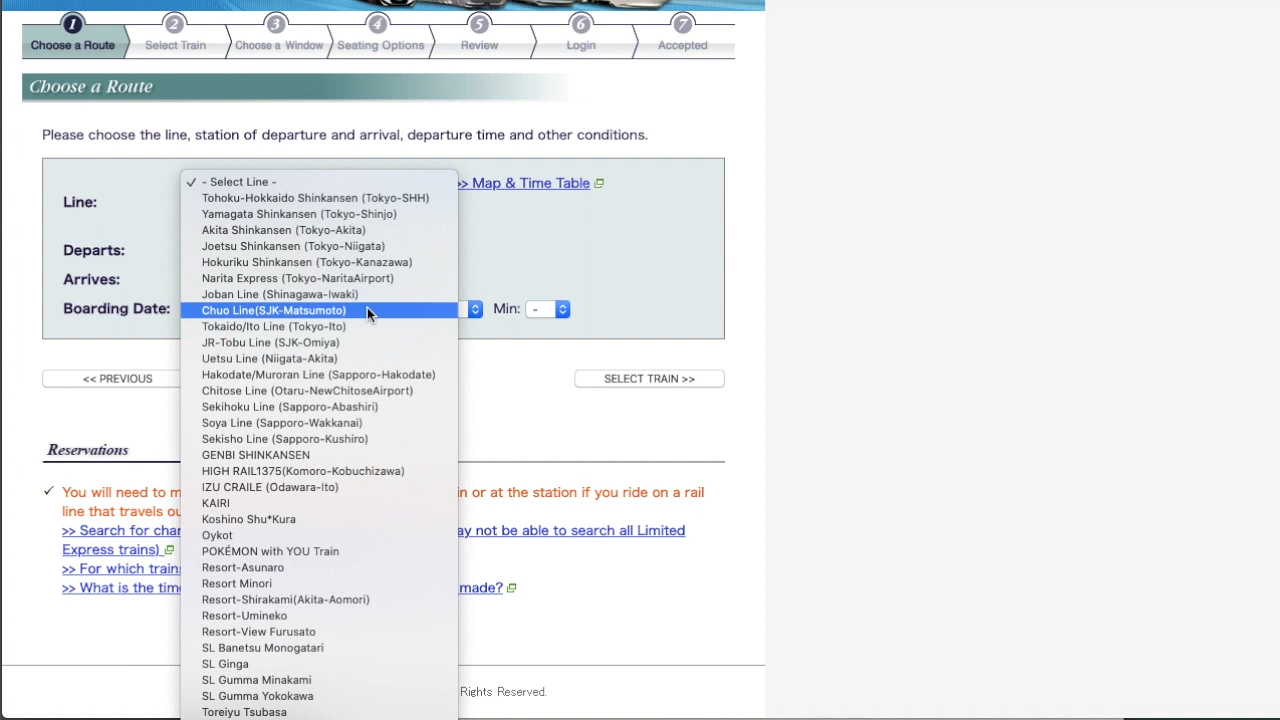 1 2 3 4 5 6 7
Choose a Route Select Train Choose a Window Seating Options Review Login Accepted
Choose a Route
Please choose the line, station of departure and arrival, departure time and other conditions.
Line:
>> Map & Time Table
Departs:
Arrives:
Boarding Date:
Min: -
✓ - Select Line -
Tohoku-Hokkaido Shinkansen (Tokyo-SHH)
Yamagata Shinkansen (Tokyo-Shinjo)
Akita Shinkansen (Tokyo-Akita)
Joetsu Shinkansen (Tokyo-Niigata)
Hokuriku Shinkansen (Tokyo-Kanazawa)
Narita Express (Tokyo-NaritaAirport)
Joban Line (Shinagawa-Iwaki)
Chuo Line(SJK-Matsumoto)
Tokaido/Ito Line (Tokyo-Ito)
JR-Tobu Line (SJK-Omiya)
Uetsu Line (Niigata-Akita)
Hakodate/Muroran Line (Sapporo-Hakodate)
Chitose Line (Otaru-NewChitoseAirport)
Sekihoku Line (Sapporo-Abashiri)
Soya Line (Sapporo-Wakkanai)
Sekisho Line (Sapporo-Kushiro)
GENBI SHINKANSEN
HIGH RAIL1375(Komoro-Kobuchizawa)
IZU CRAILE (Odawara-Ito)
KAIRI
Koshino Shu*Kura
Oykot
POKÉMON with YOU Train
Resort-Asunaro
Resort Minori
Resort-Shirakami(Akita-Aomori)
Resort-Umineko
Resort-View Furusato
SL Banetsu Monogatari
SL Ginga
SL Gumma Minakami
SL Gumma Yokokawa
Toreiyu Tsubasa
<< PREVIOUS
SELECT TRAIN >>
Reservations
✓ You will need to m in or at the station if you ride on a rail
line that travels ou
>> Search for char ay not be able to search all Limited
Express trains)
>> For which trains
>> What is the time made?
Rights Reserved.